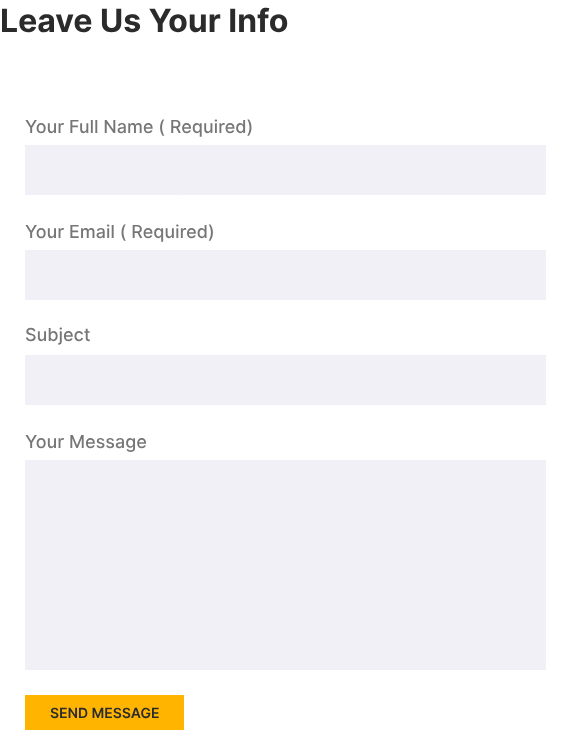 Leave Us Your Info
Your Full Name ( Required)
Your Email ( Required)
Subject
Your Message
SEND MESSAGE